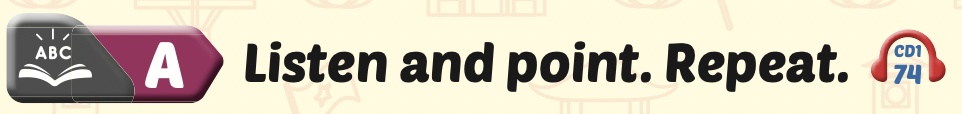 ABC
A Listen and point. Repeat. CD1
74